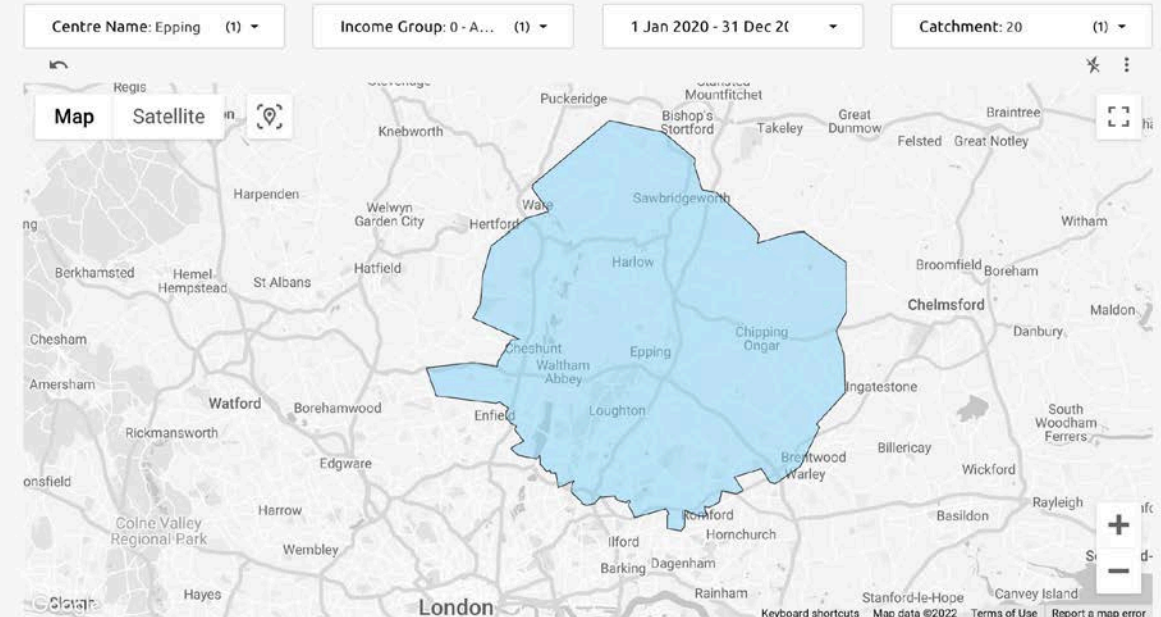 Centre Name: Epping (1)
Income Group: 0 - A... (1)
1 Jan 2020 - 31 Dec 20
Catchment: 20 (1)
Regis
Stevenage
Stansted
Mountfitchet
Map
Satellite
Puckeridge
Bishop's
Stortford
Takeley
Great
Dunmow
Braintree
Knebworth
Felsted
Great Notley
Harpenden
Welwyn
Garden City
Ware
Sawbridgeworth
Hertford
Witham
Berkhamsted
Hemel
Hempstead
St Albans
Hatfield
Harlow
Broomfield
Boreham
Chelmsford
Maldon
Chesham
Chipping
Ongar
Danbury
Cheshunt
Epping
Waltham
Abbey
Amersham
Ingatestone
Watford
Borehamwood
Enfield
Loughton
South
Woodham
Ferrers
Rickmansworth
Billericay
Edgware
Brentwood
Warley
Wickford
onsfield
Harrow
Rayleigh
Colne Valley
Regional Park
Romford
Basildon
Hornchurch
Wembley
Ilford
Barking
Dagenham
Hayes
Rainham
Stanford-le-Hope
Canvey Island
Slough
Google
London
Keyboard shortcuts
Map data ©2022
Terms of Use
Report a map error